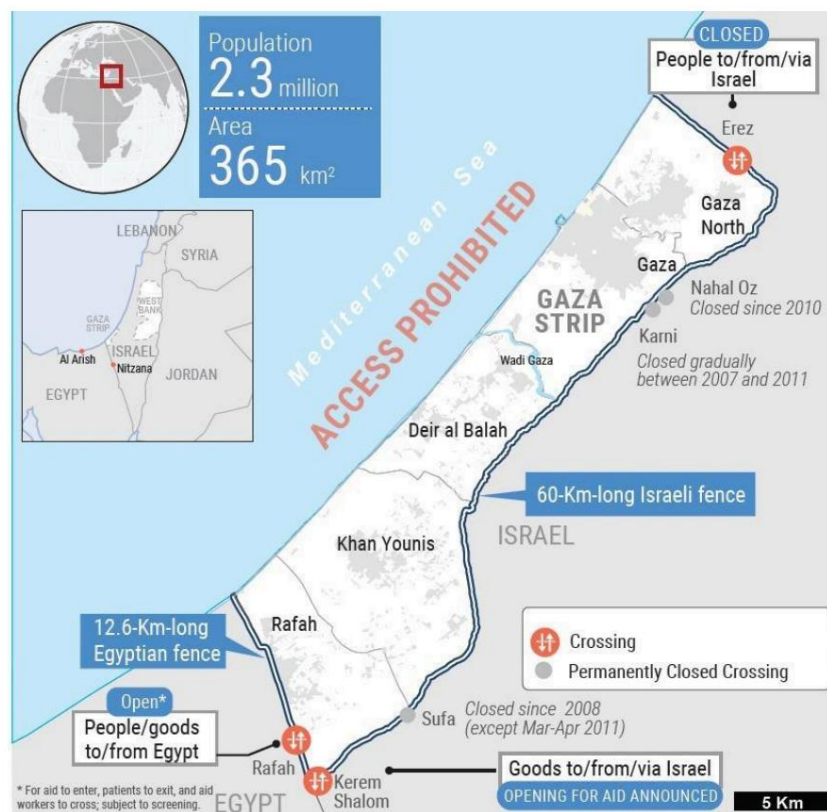 Population
2.3 million
Area
365 km²
CLOSED
People to/from/via
Israel
Erez
Gaza
North
Gaza
Nahal Oz
Closed since 2010
Karni
Closed gradually
between 2007 and 2011
Mediterranean Sea
ACCESS PROHIBITED
GAZA
STRIP
LEBANON
SYRIA
WEST
BANK
GAZA
STRIP
ISRAEL
Al Arish
Nitzana
JORDAN
EGYPT
Wadi Gaza
Deir al Balah
60-Km-long Israeli fence
ISRAEL
Khan Younis
12.6-Km-long
Egyptian fence
Rafah
Crossing
Permanently Closed Crossing
Open*
People/goods
to/from Egypt
Sufa
Closed since 2008
(except Mar-Apr 2011)
Rafah
Kerem
Shalom
Goods to/from/via Israel
OPENING FOR AID ANNOUNCED
* For aid to enter, patients to exit, and aid
workers to cross; subject to screening.
EGYPT
5 Km